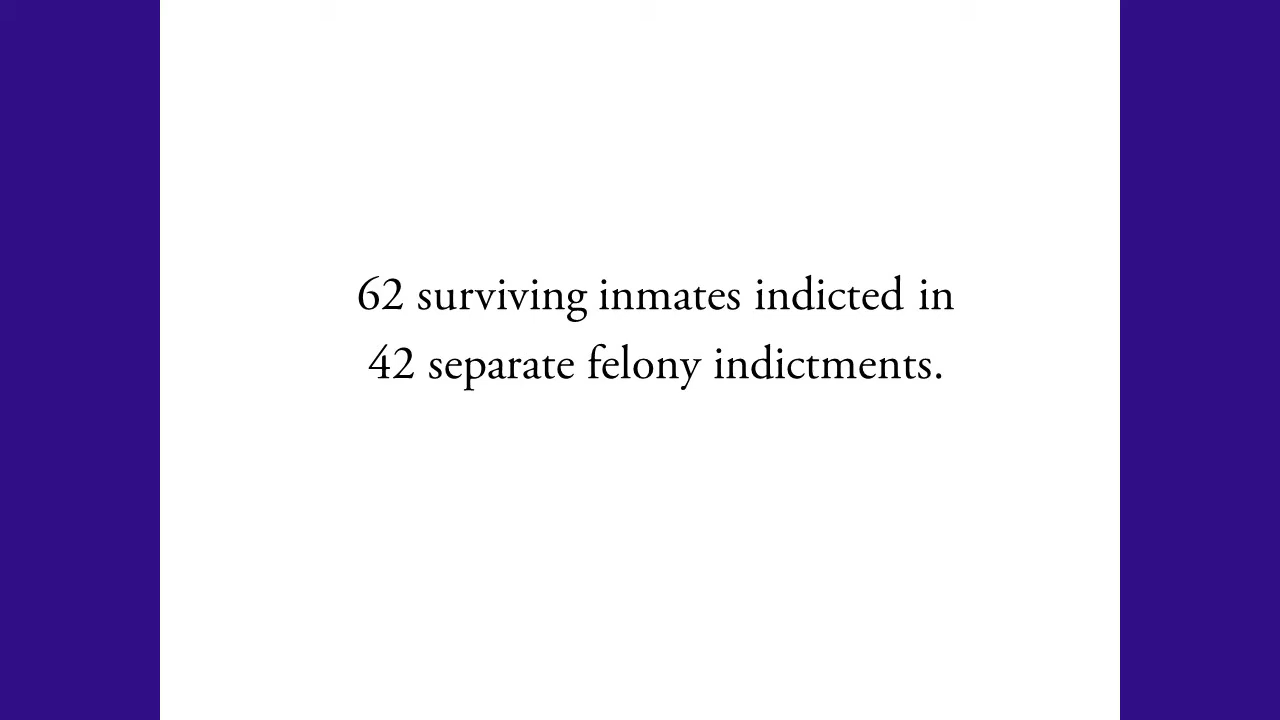 62 surviving inmates indicted in
42 separate felony indictments.